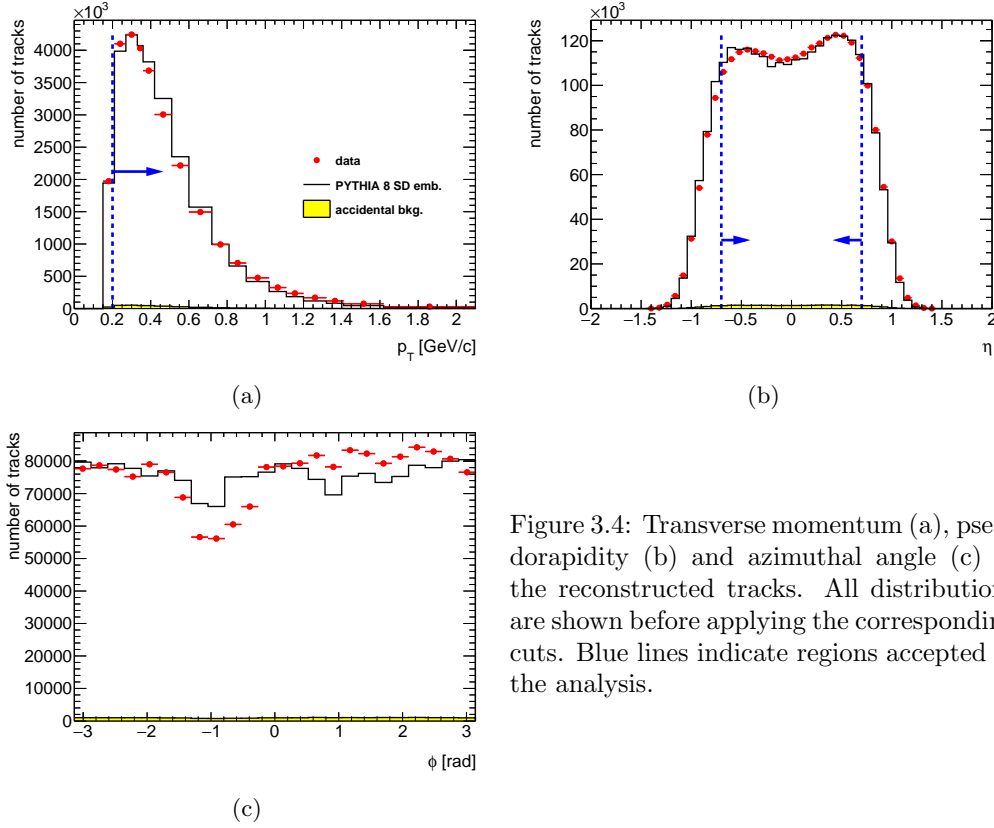 ×10³
number of tracks
4000
3500
3000
2500
2000
1500
1000
500
0
data
PYTHIA 8 SD emb.
accidental bkg.
0.2 0.4 0.6 0.8 1 1.2 1.4 1.6 1.8 2
p_T [GeV/c]
(a)
×10³
number of tracks
120
100
80
60
40
20
0
−2 −1.5 −1 −0.5 0 0.5 1 1.5 2
η
(b)
number of tracks
80000
70000
60000
50000
40000
30000
20000
10000
0
−3 −2 −1 0 1 2 3
ϕ [rad]
(c)
Figure 3.4: Transverse momentum (a), pse
dorapidity (b) and azimuthal angle (c)
the reconstructed tracks. All distribution
are shown before applying the correspondin
cuts. Blue lines indicate regions accepted
the analysis.